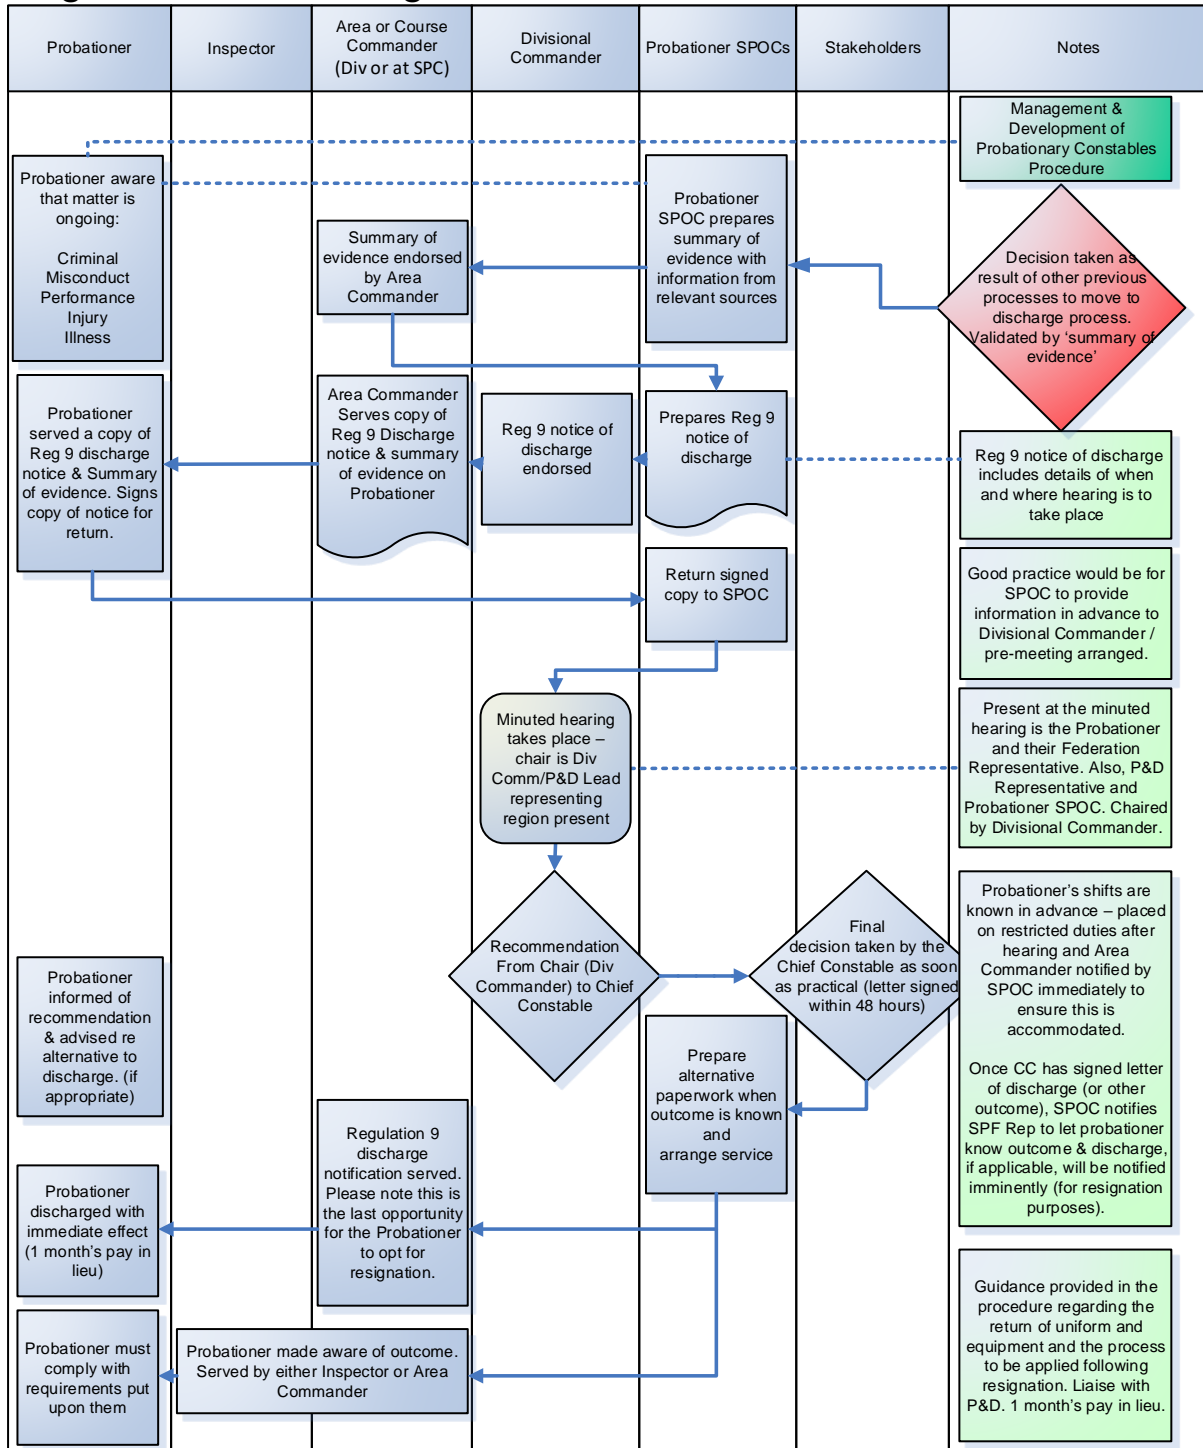 Probationer
Inspector
Area or Course
Commander
(Div or at SPC)
Divisional
Commander
Probationer SPOCs
Stakeholders
Notes
Management &
Development of
Probationary Constables
Procedure
Probationer aware
that matter is
ongoing:
Criminal
Misconduct
Performance
Injury
Illness
Summary of
evidence endorsed
by Area
Commander
Probationer
SPOC prepares
summary of
evidence with
information from
relevant sources
Decision taken as
result of other previous
processes to move to
discharge process.
Validated by ‘summary of
evidence’
Probationer
served a copy of
Reg 9 discharge
notice & Summary
of evidence. Signs
copy of notice for
return.
Area Commander
Serves copy of
Reg 9 Discharge
notice & summary
of evidence on
Probationer
Reg 9 notice of
discharge
endorsed
Prepares Reg 9
notice of
discharge
Reg 9 notice of discharge
includes details of when
and where hearing is to
take place
Return signed
copy to SPOC
Good practice would be for
SPOC to provide
information in advance to
Divisional Commander /
pre-meeting arranged.
Minuted hearing
takes place –
chair is Div
Comm/P&D Lead
representing
region present
Present at the minuted
hearing is the Probationer
and their Federation
Representative. Also, P&D
Representative and
Probationer SPOC. Chaired
by Divisional Commander.
Recommendation
From Chair (Div
Commander) to Chief
Constable
Final
decision taken by the
Chief Constable as soon
as practical (letter signed
within 48 hours)
Probationer’s shifts are
known in advance – placed
on restricted duties after
hearing and Area
Commander notified by
SPOC immediately to
ensure this is
accommodated.
Once CC has signed letter
of discharge (or other
outcome), SPOC notifies
SPF Rep to let probationer
know outcome & discharge,
if applicable, will be notified
imminently (for resignation
purposes).
Probationer
informed of
recommendation
& advised re
alternative to
discharge. (if
appropriate)
Prepare
alternative
paperwork when
outcome is known
and
arrange service
Regulation 9
discharge
notification served.
Please note this is
the last opportunity
for the Probationer
to opt for
resignation.
Probationer
discharged with
immediate effect
(1 month’s pay in
lieu)
Guidance provided in the
procedure regarding the
return of uniform and
equipment and the process
to be applied following
resignation. Liaise with
P&D. 1 month’s pay in lieu.
Probationer made aware of outcome.
Served by either Inspector or Area
Commander
Probationer must
comply with
requirements put
upon them